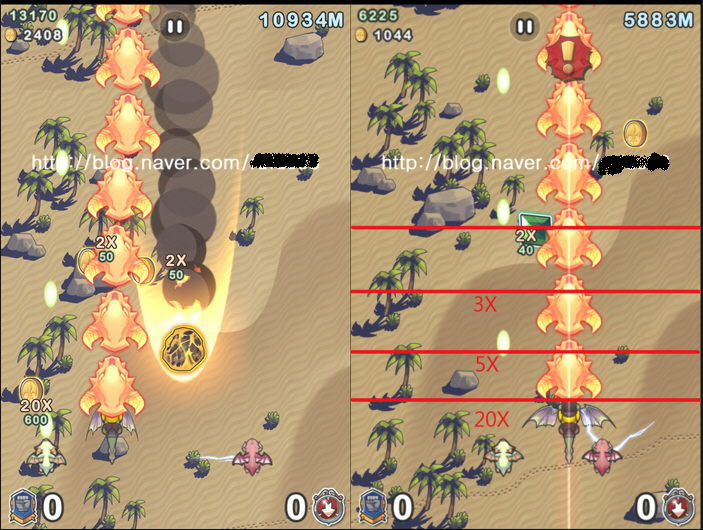 13170
2408
10934M
http://blog.naver.com/
2X
50
2X
50
20X
600
0
0
6225
1044
5883M
!
http://blog.naver.com/
2X
40
3X
5X
20X
0
0